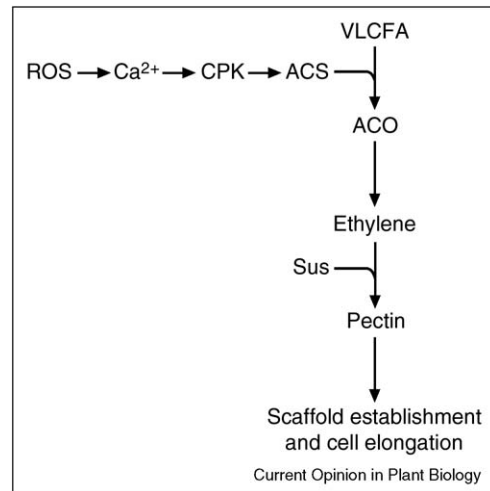 VLCFA
ROS → Ca²⁺ → CPK → ACS
ACO
Ethylene
Sus
Pectin
Scaffold establishment
and cell elongation
Current Opinion in Plant Biology